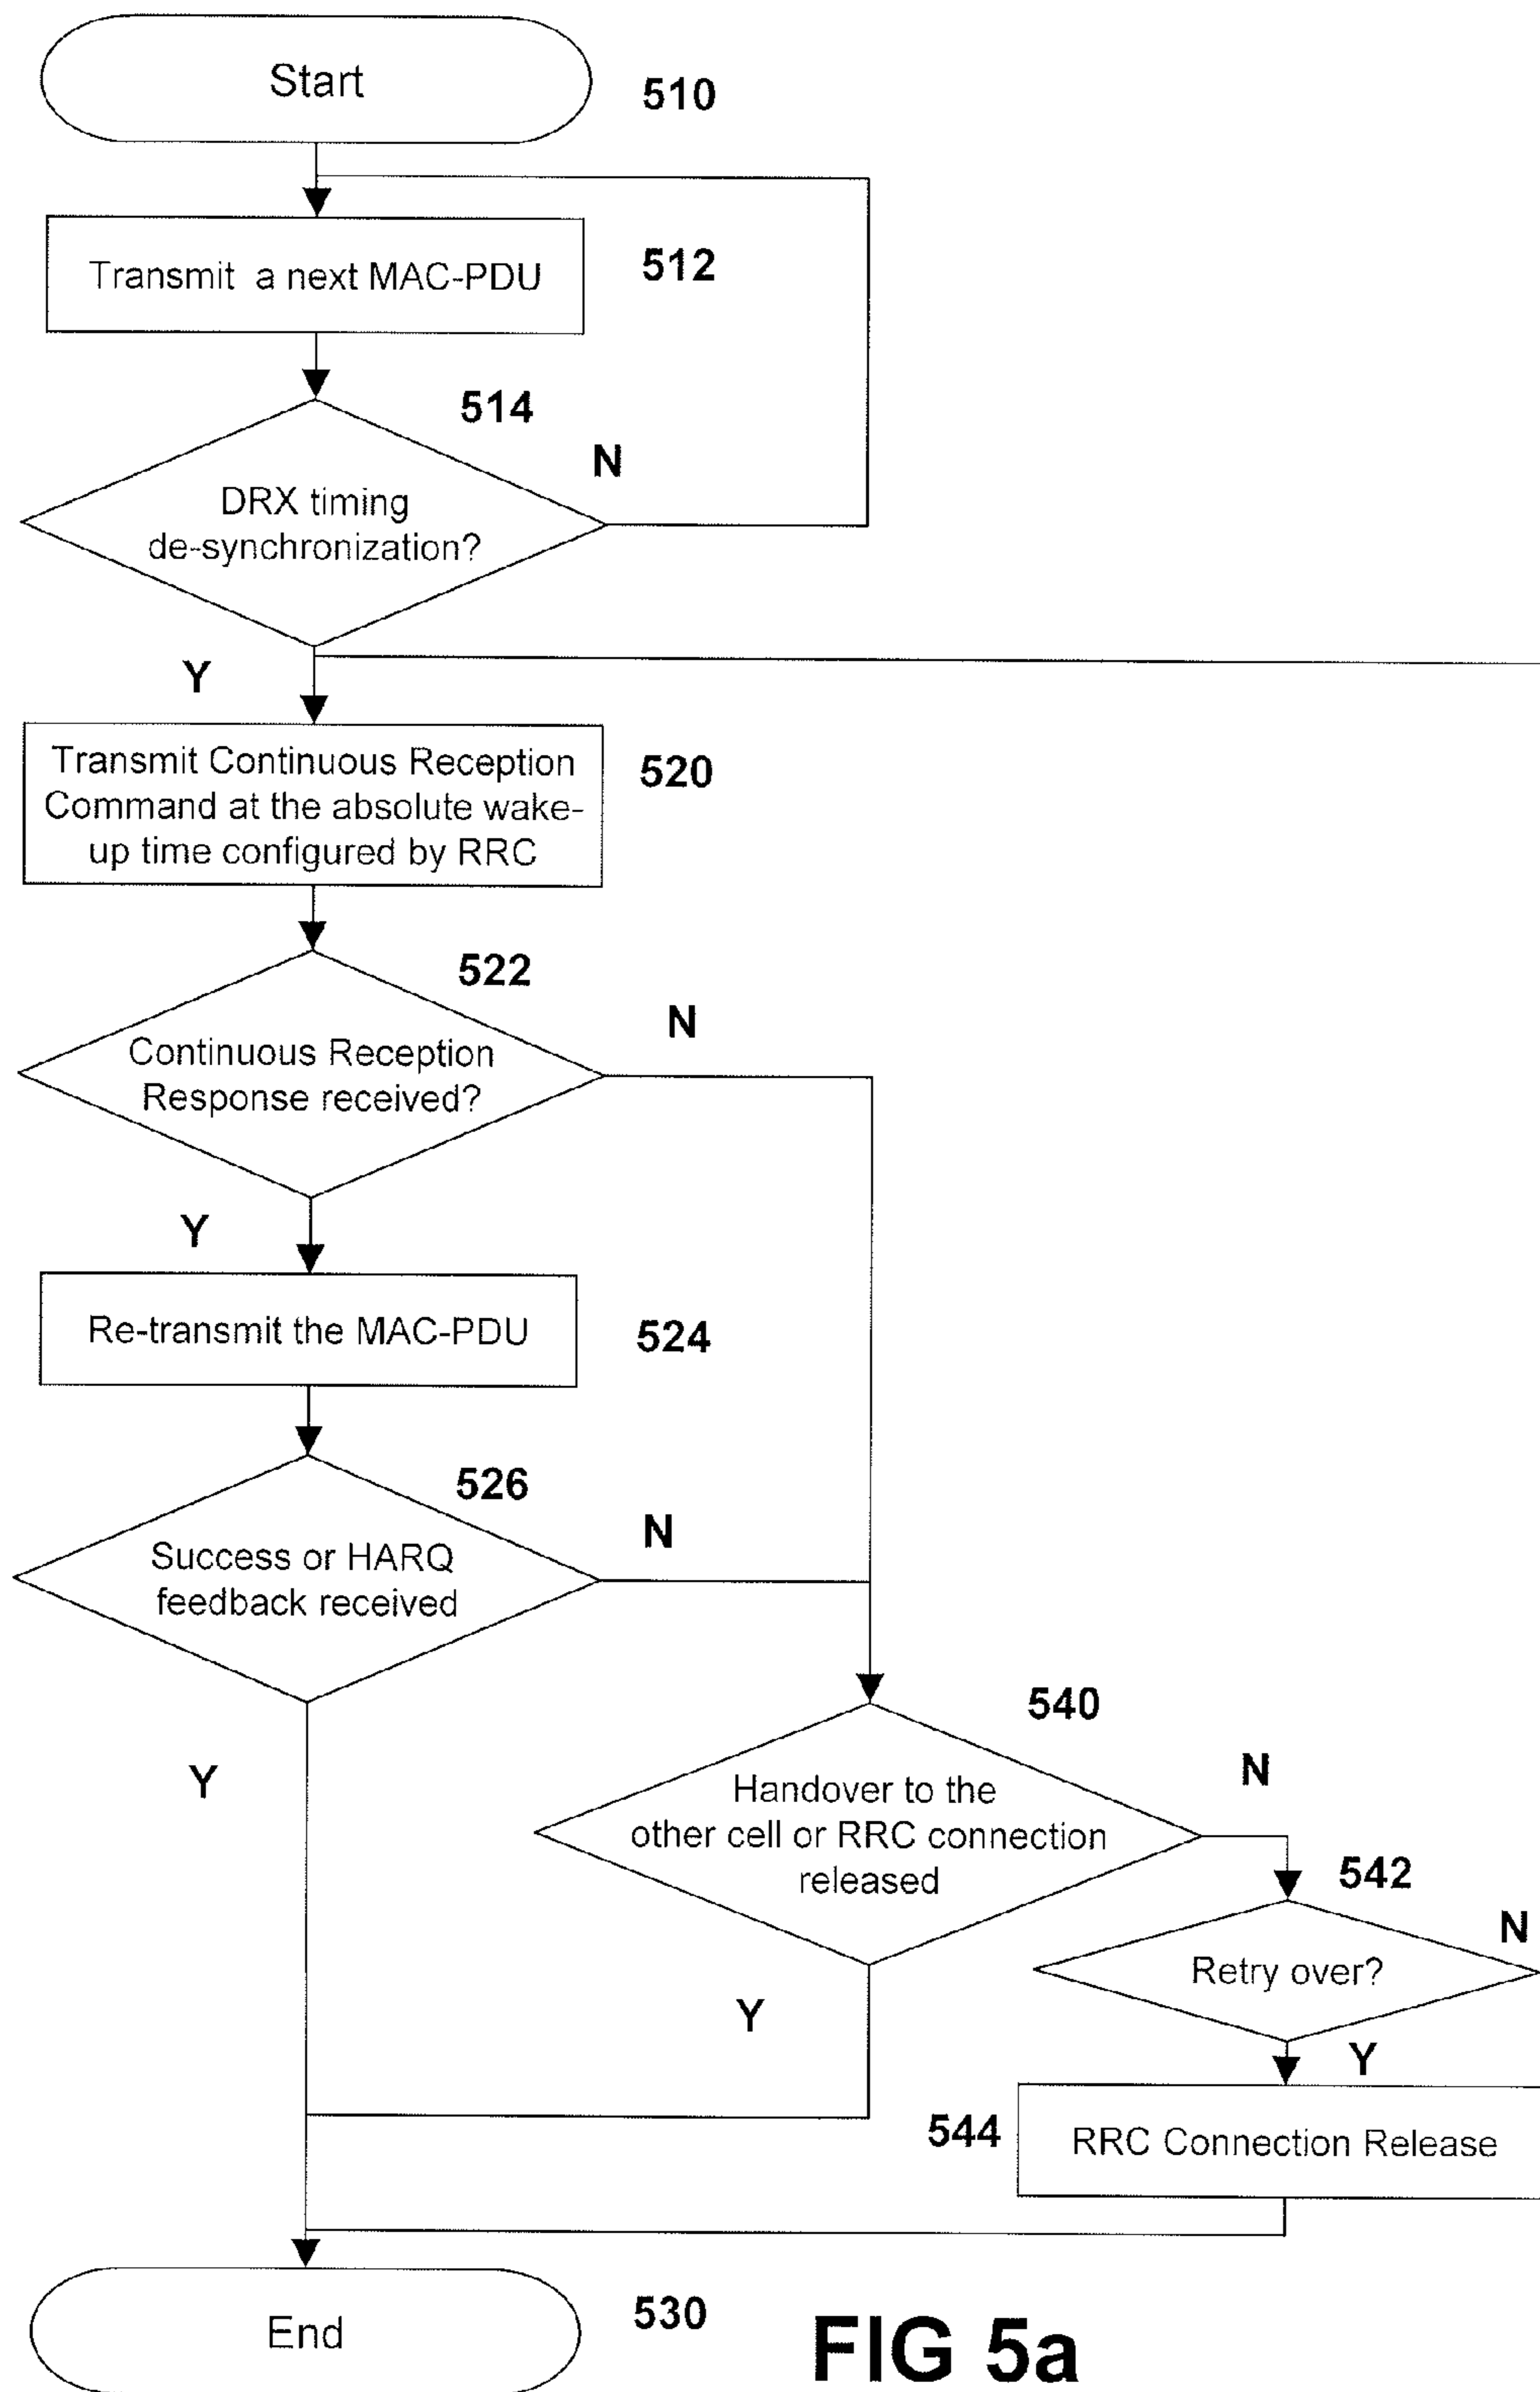 Start
510
Transmit a next MAC-PDU
512
514
N
DRX timing
de-synchronization?
Y
Transmit Continuous Reception
Command at the absolute wake-
up time configured by RRC
520
522
N
Continuous Reception
Response received?
Y
Re-transmit the MAC-PDU
524
526
N
Success or HARQ
feedback received
Y
540
N
Handover to the
other cell or RRC connection
released
542
N
Retry over?
Y
Y
544
RRC Connection Release
End
530
FIG 5a